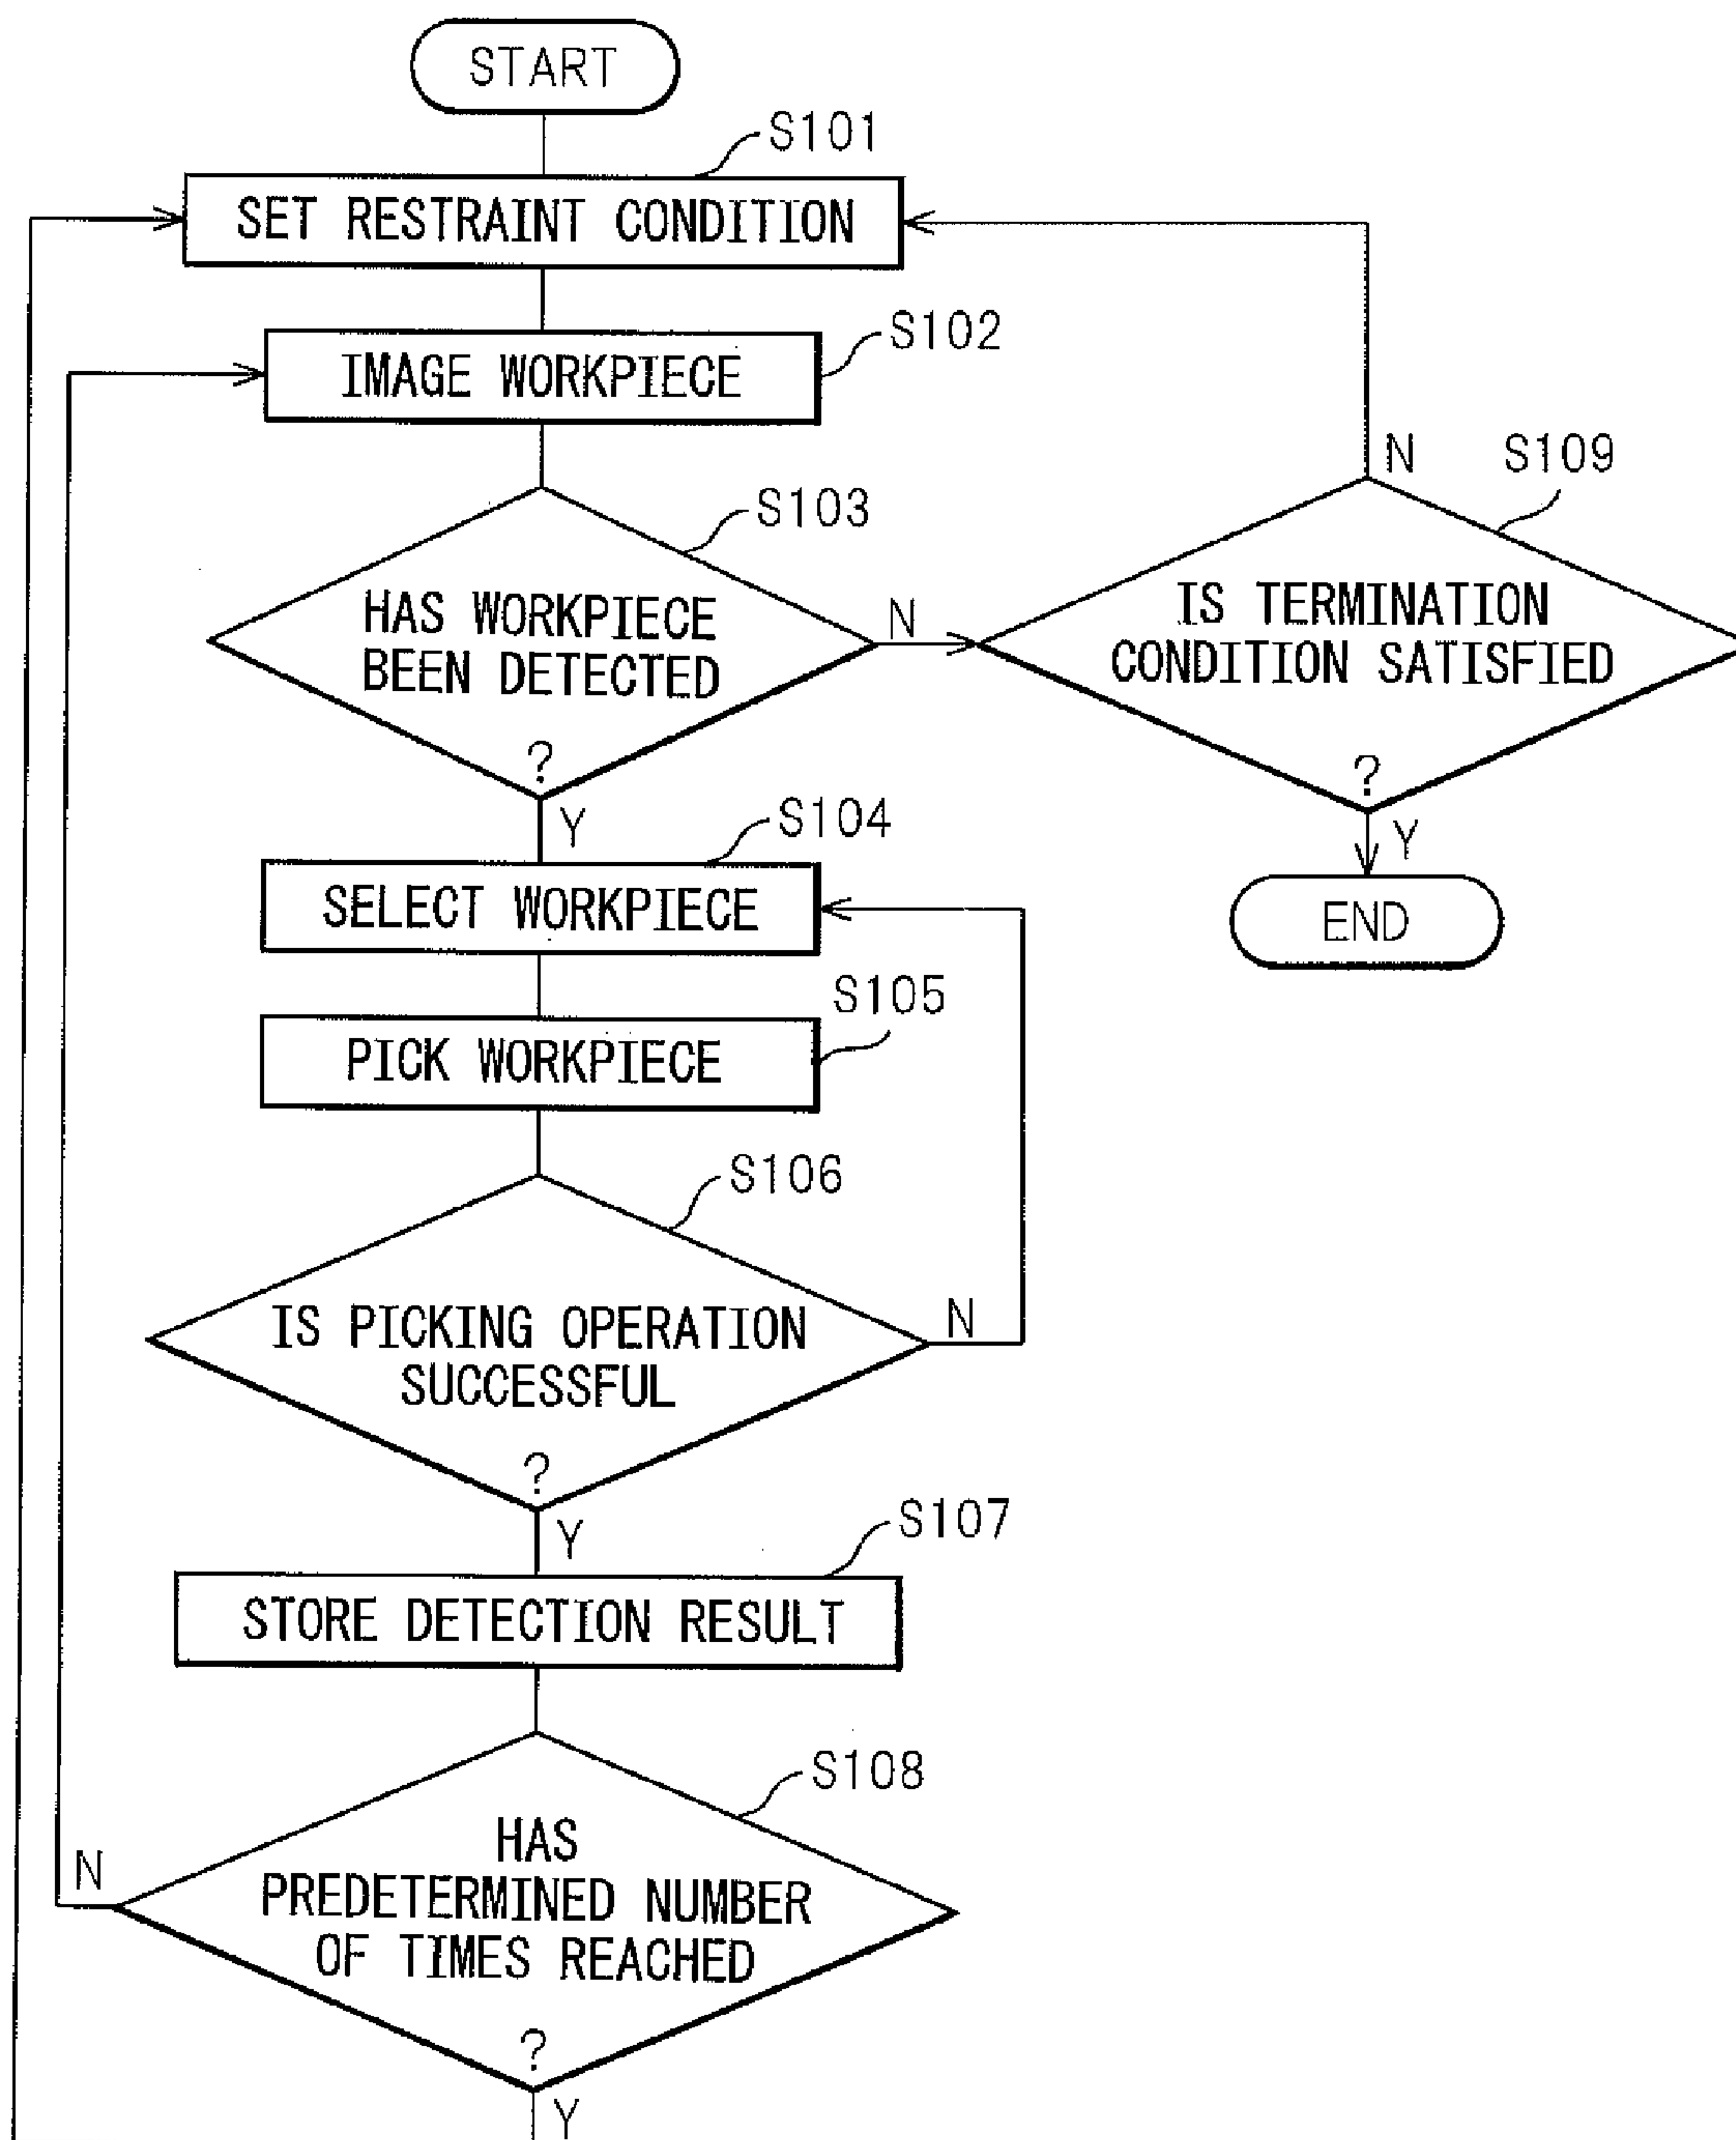 START
S101
SET RESTRAINT CONDITION
S102
IMAGE WORKPIECE
S103
HAS WORKPIECE
BEEN DETECTED
?
N
Y
S109
N
IS TERMINATION
CONDITION SATISFIED
?
Y
END
S104
SELECT WORKPIECE
S105
PICK WORKPIECE
S106
IS PICKING OPERATION
SUCCESSFUL
?
N
Y
S107
STORE DETECTION RESULT
S108
HAS
PREDETERMINED NUMBER
OF TIMES REACHED
?
N
Y